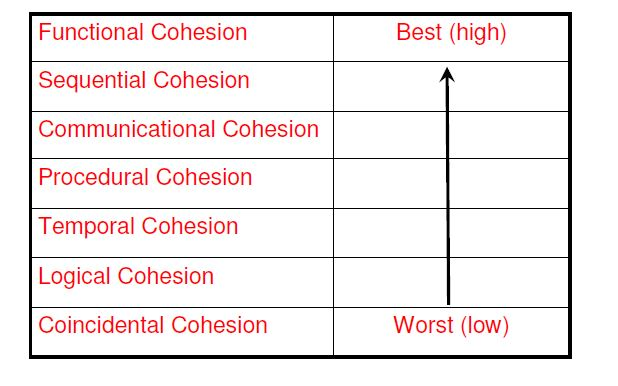 Functional Cohesion Best (high)
Sequential Cohesion
Communicational Cohesion
Procedural Cohesion
Temporal Cohesion
Logical Cohesion
Coincidental Cohesion Worst (low)